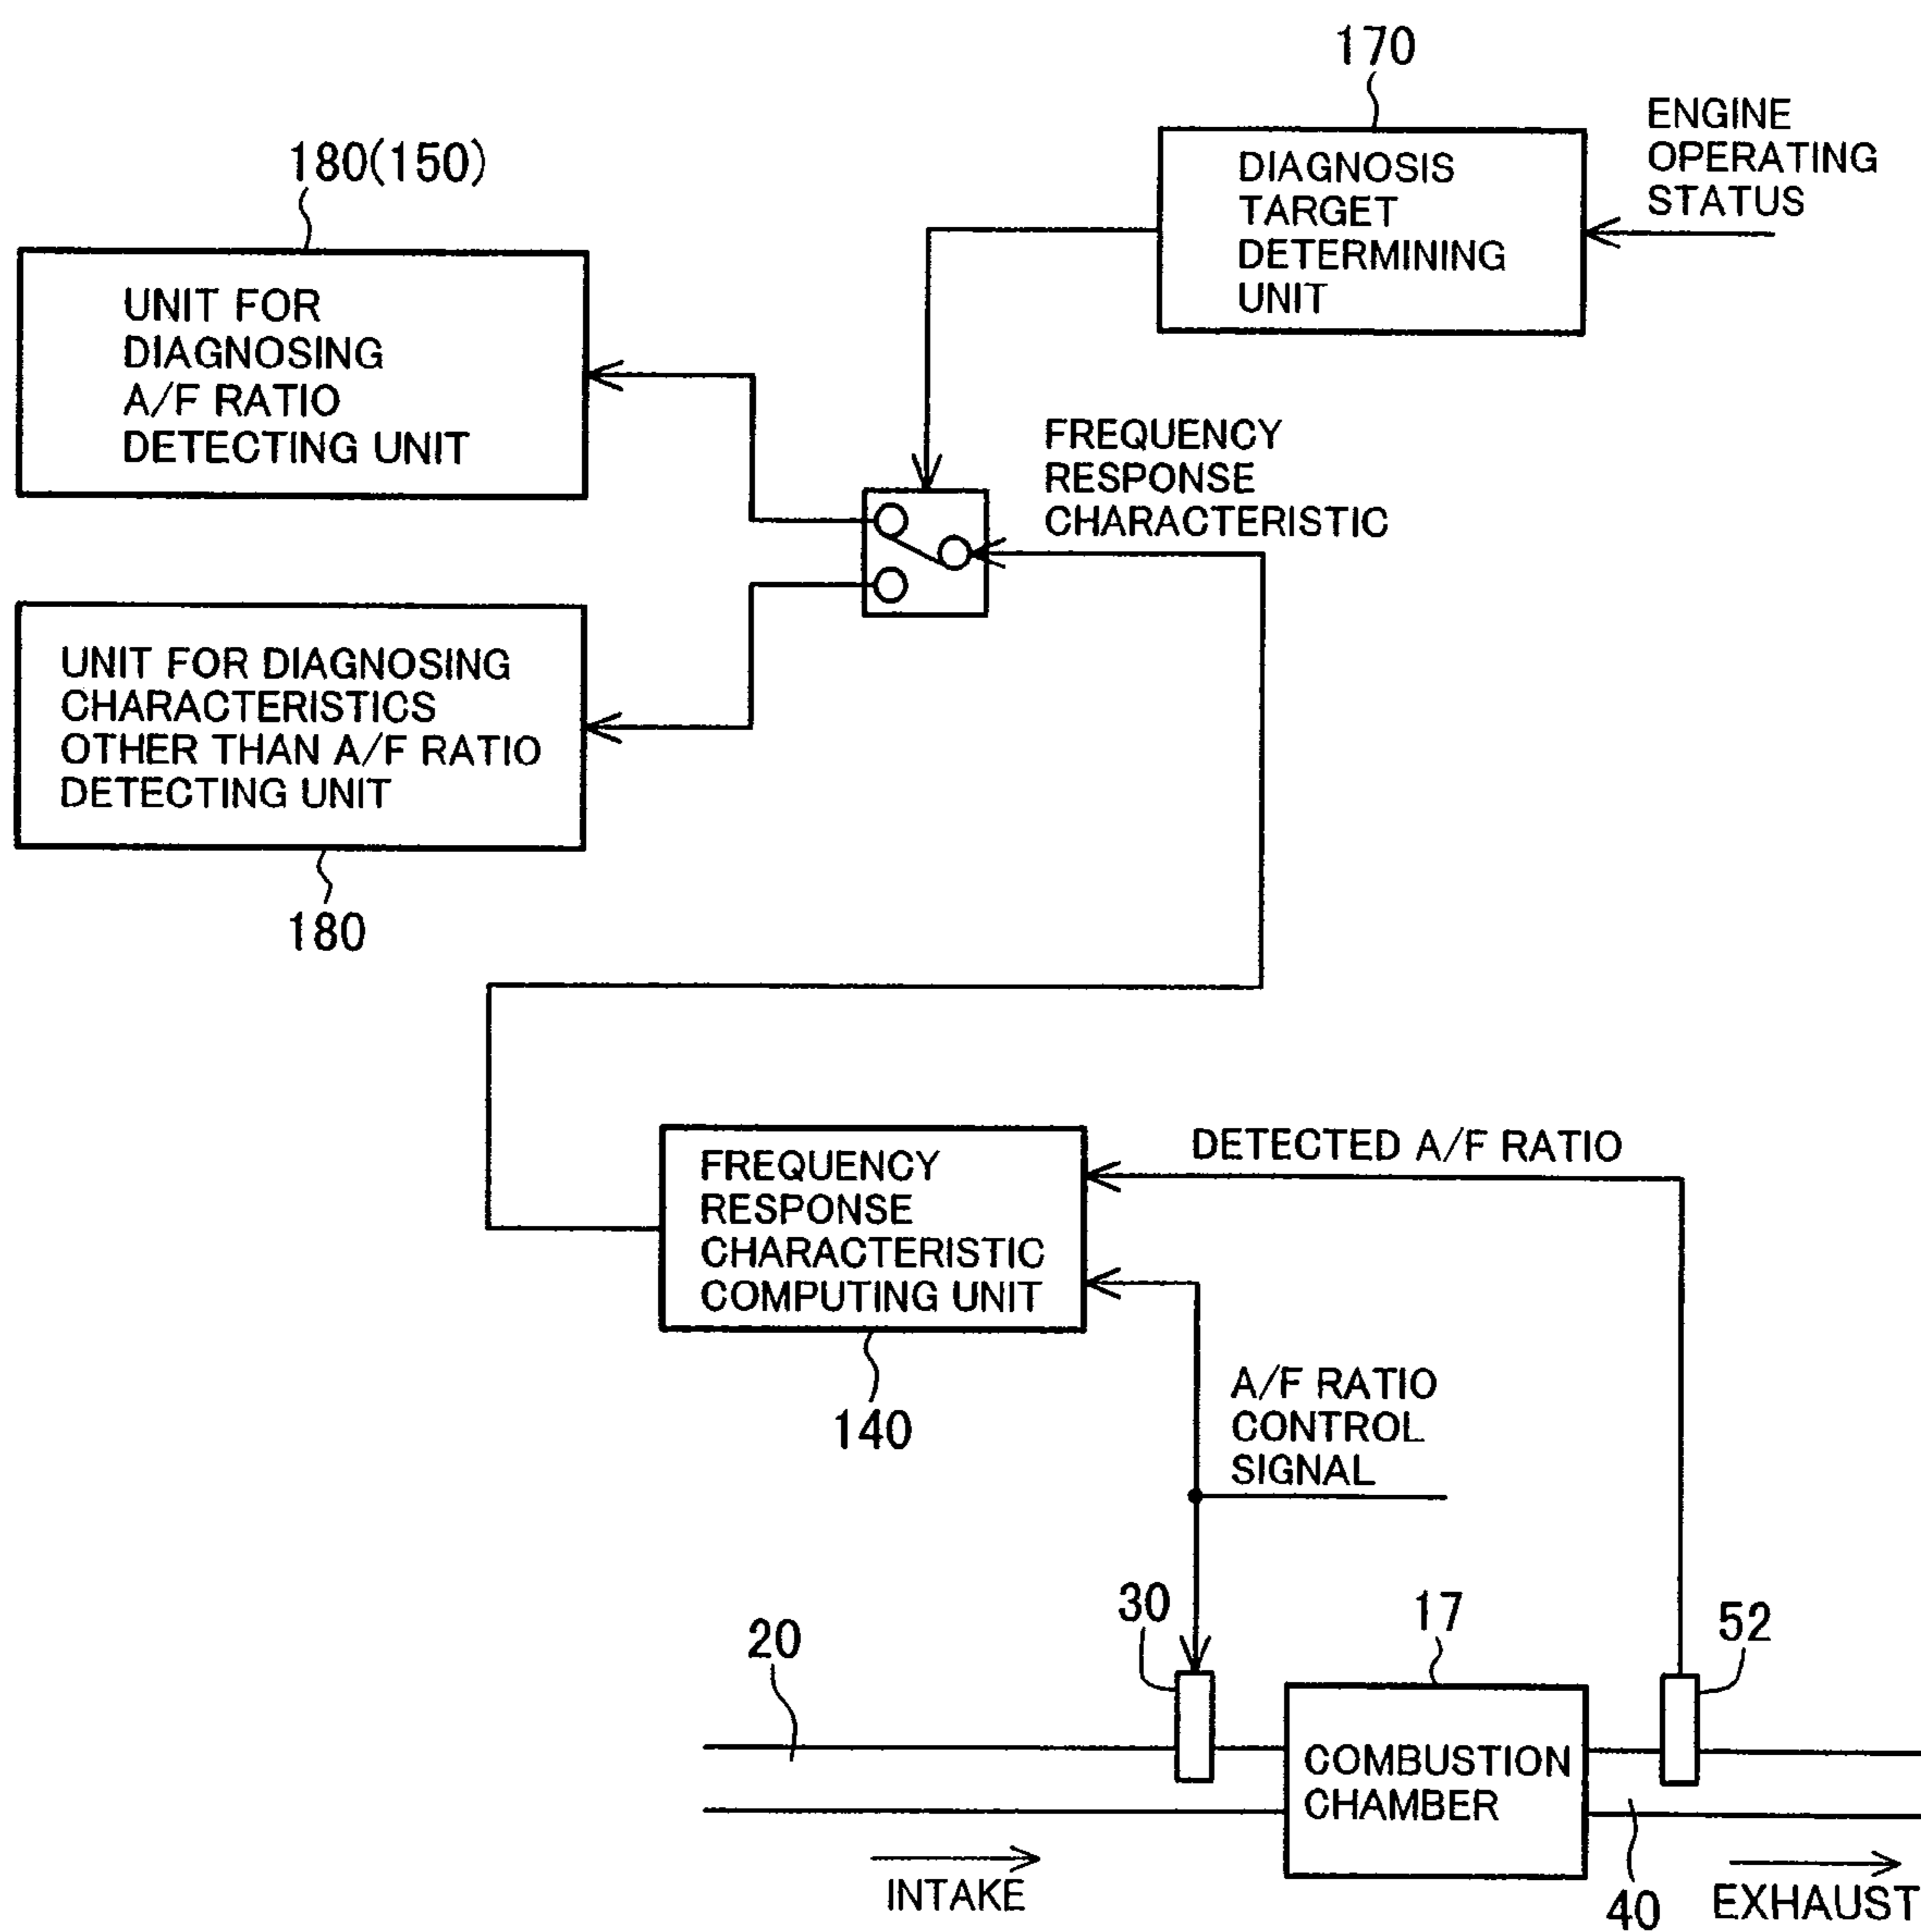 170
DIAGNOSIS
TARGET
DETERMINING
UNIT
ENGINE
OPERATING
STATUS
180(150)
UNIT FOR
DIAGNOSING
A/F RATIO
DETECTING UNIT
FREQUENCY
RESPONSE
CHARACTERISTIC
UNIT FOR DIAGNOSING
CHARACTERISTICS
OTHER THAN A/F RATIO
DETECTING UNIT
180
FREQUENCY
RESPONSE
CHARACTERISTIC
COMPUTING UNIT
140
DETECTED A/F RATIO
A/F RATIO
CONTROL
SIGNAL
20
30
17
52
COMBUSTION
CHAMBER
INTAKE
40
EXHAUST